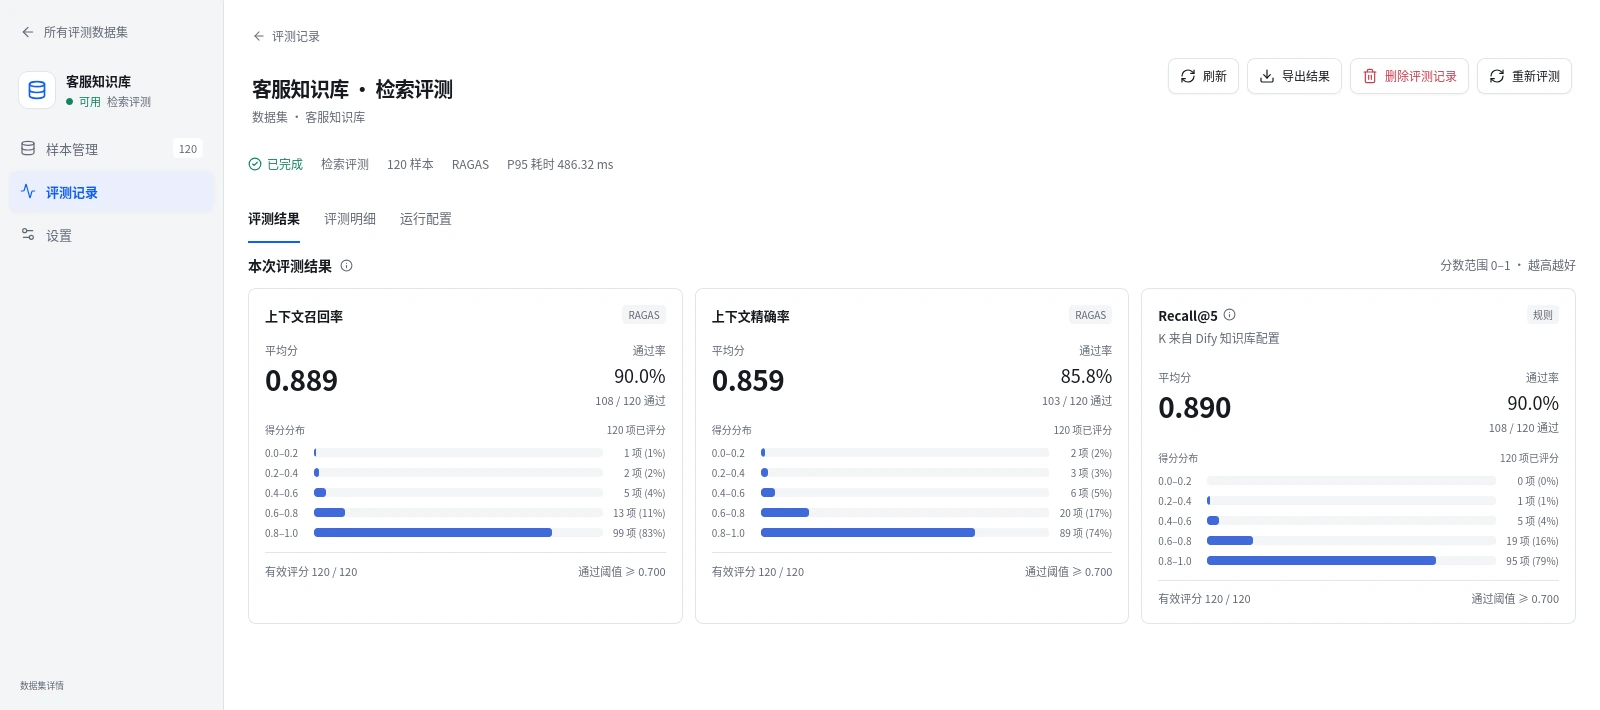 所有评测数据集
客服知识库
可用 检索评测
样本管理 120
评测记录
设置
数据集详情
评测记录
客服知识库 · 检索评测
数据集 · 客服知识库
刷新 导出结果 删除评测记录 重新评测
已完成 检索评测 120 样本 RAGAS P95 耗时 486.32 ms
评测结果 评测明细 运行配置
本次评测结果 分数范围 0–1 · 越高越好
上下文召回率 RAGAS
平均分 通过率
0.889 90.0%
108 / 120 通过
得分分布 120 项已评分
0.0–0.2 1 项 (1%)
0.2–0.4 2 项 (2%)
0.4–0.6 5 项 (4%)
0.6–0.8 13 项 (11%)
0.8–1.0 99 项 (83%)
有效评分 120 / 120 通过阈值 ⩾ 0.700
上下文精确率 RAGAS
平均分 通过率
0.859 85.8%
103 / 120 通过
得分分布 120 项已评分
0.0–0.2 2 项 (2%)
0.2–0.4 3 项 (3%)
0.4–0.6 6 项 (5%)
0.6–0.8 20 项 (17%)
0.8–1.0 89 项 (74%)
有效评分 120 / 120 通过阈值 ⩾ 0.700
Recall@5 规则
K 来自 Dify 知识库配置
平均分 通过率
0.890 90.0%
108 / 120 通过
得分分布 120 项已评分
0.0–0.2 0 项 (0%)
0.2–0.4 1 项 (1%)
0.4–0.6 5 项 (4%)
0.6–0.8 19 项 (16%)
0.8–1.0 95 项 (79%)
有效评分 120 / 120 通过阈值 ⩾ 0.700